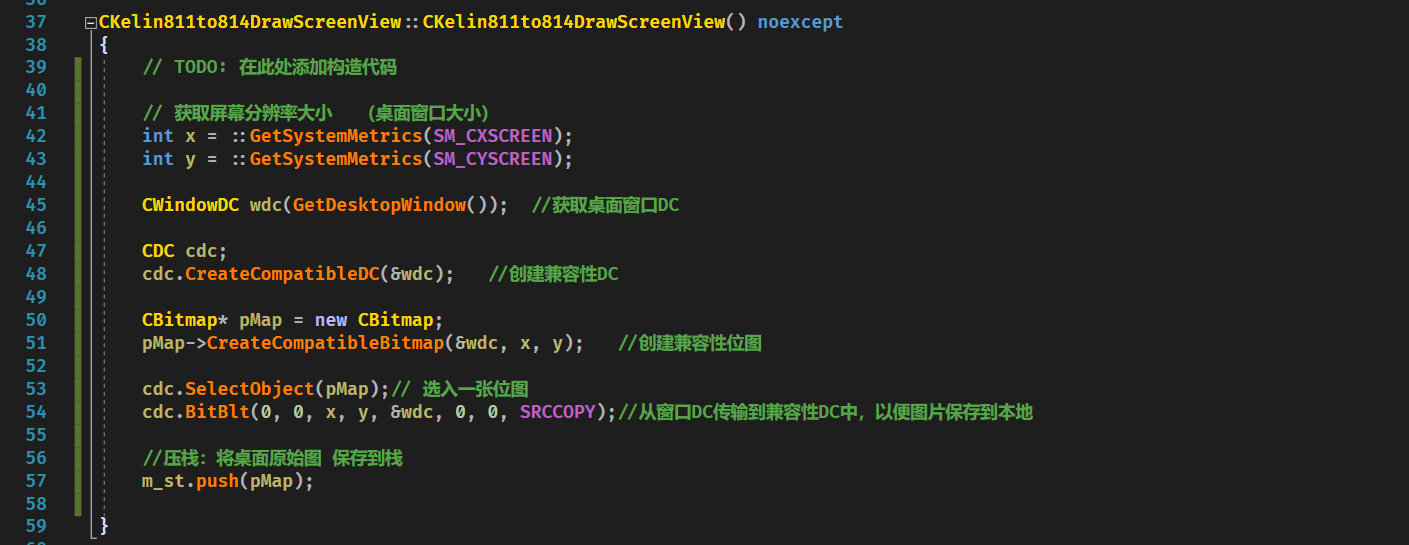 37 CKelin811to814DrawScreenView::CKelin811to814DrawScreenView() noexcept
38 {
39 // TODO: 在此处添加构造代码
40
41 // 获取屏幕分辨率大小 （桌面窗口大小）
42 int x = ::GetSystemMetrics(SM_CXSCREEN);
43 int y = ::GetSystemMetrics(SM_CYSCREEN);
44
45 CWindowDC wdc(GetDesktopWindow()); //获取桌面窗口DC
46
47 CDC cdc;
48 cdc.CreateCompatibleDC(&wdc); //创建兼容性DC
49
50 CBitmap* pMap = new CBitmap;
51 pMap->CreateCompatibleBitmap(&wdc, x, y); //创建兼容性位图
52
53 cdc.SelectObject(pMap);// 选入一张位图
54 cdc.BitBlt(0, 0, x, y, &wdc, 0, 0, SRCCOPY);//从窗口DC传输到兼容性DC中，以便图片保存到本地
55
56 //压栈：将桌面原始图 保存到栈
57 m_st.push(pMap);
58
59 }